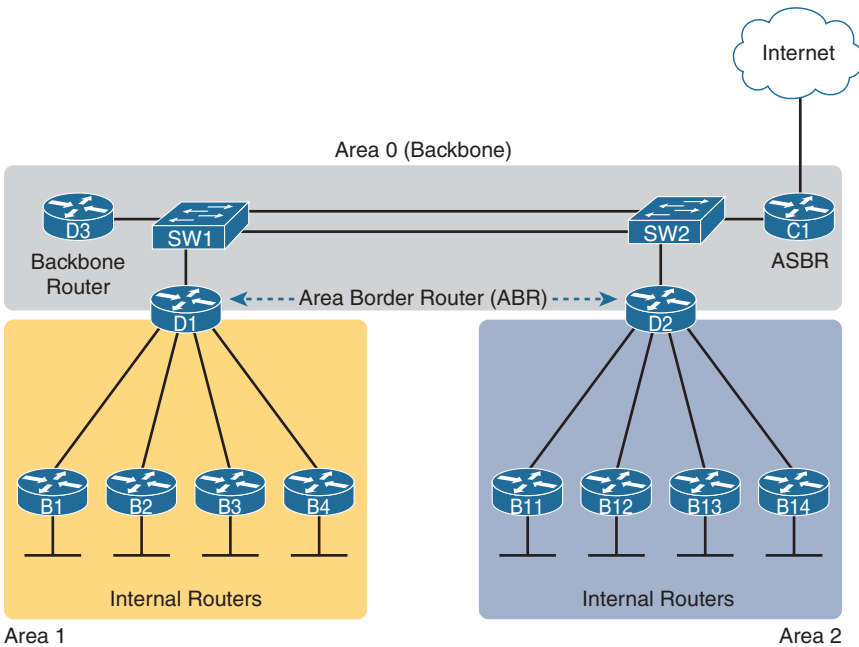 Internet
Area 0 (Backbone)
D3
SW1
SW2
C1
Backbone
Router
ASBR
Area Border Router (ABR)
D1
D2
B1
B2
B3
B4
B11
B12
B13
B14
Internal Routers
Internal Routers
Area 1
Area 2